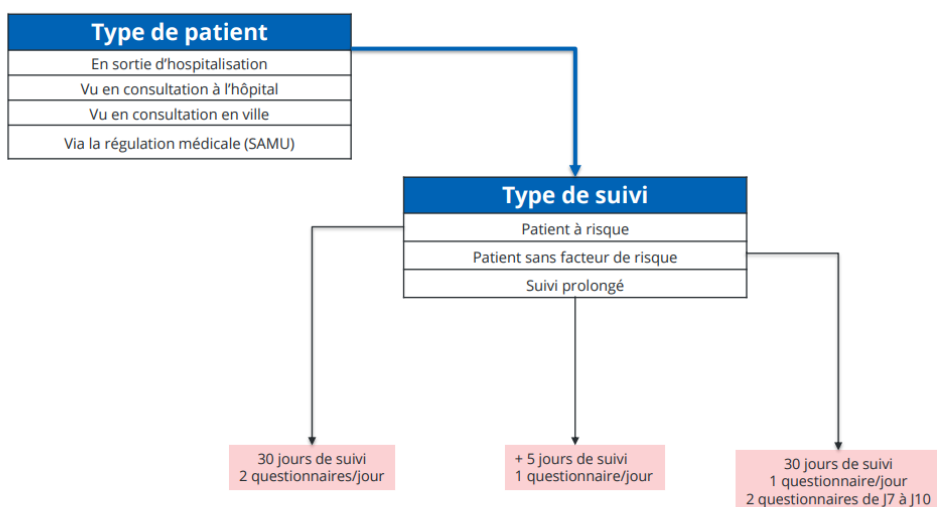 Type de patient
En sortie d'hospitalisation
Vu en consultation à l'hôpital
Vu en consultation en ville
Via la régulation médicale (SAMU)
Type de suivi
Patient à risque
Patient sans facteur de risque
Suivi prolongé
30 jours de suivi
2 questionnaires/jour
+ 5 jours de suivi
1 questionnaire/jour
30 jours de suivi
1 questionnaire/jour
2 questionnaires de J7 à J10